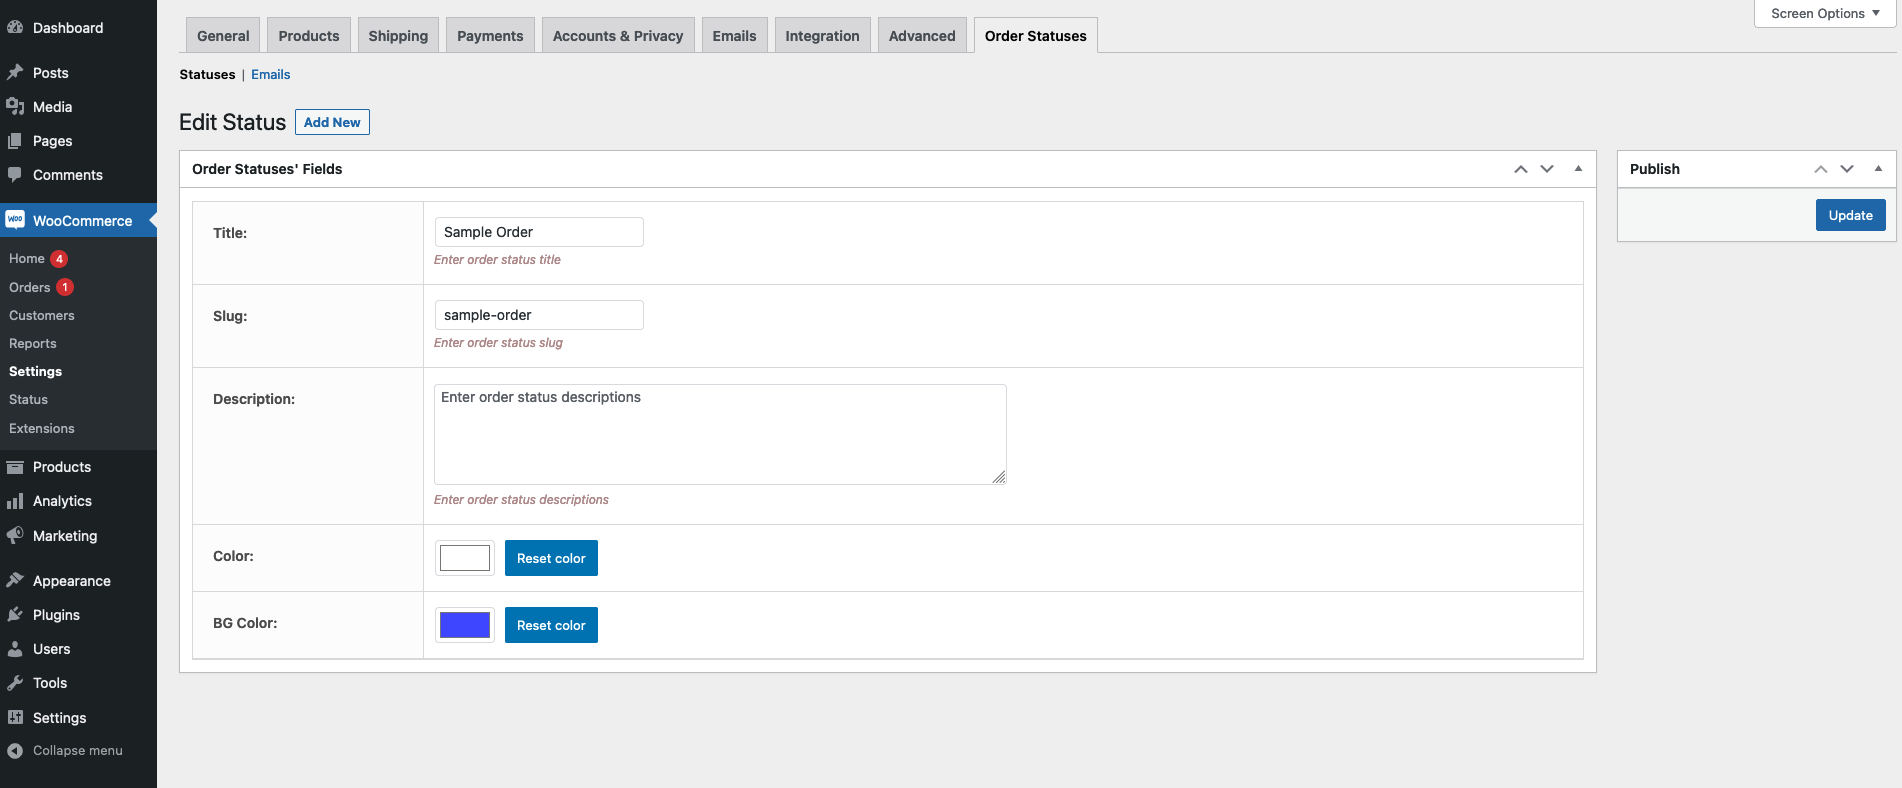 Screen Options
General
Products
Shipping
Payments
Accounts & Privacy
Emails
Integration
Advanced
Order Statuses
Statuses | Emails
Edit Status Add New
Order Statuses' Fields
Title:
Sample Order
Enter order status title
Slug:
sample-order
Enter order status slug
Description:
Enter order status descriptions
Enter order status descriptions
Color:
Reset color
BG Color:
Reset color
Publish
Update
Dashboard
Posts
Media
Pages
Comments
Woo WooCommerce
Home 4
Orders 1
Customers
Reports
Settings
Status
Extensions
Products
Analytics
Marketing
Appearance
Plugins
Users
Tools
Settings
Collapse menu